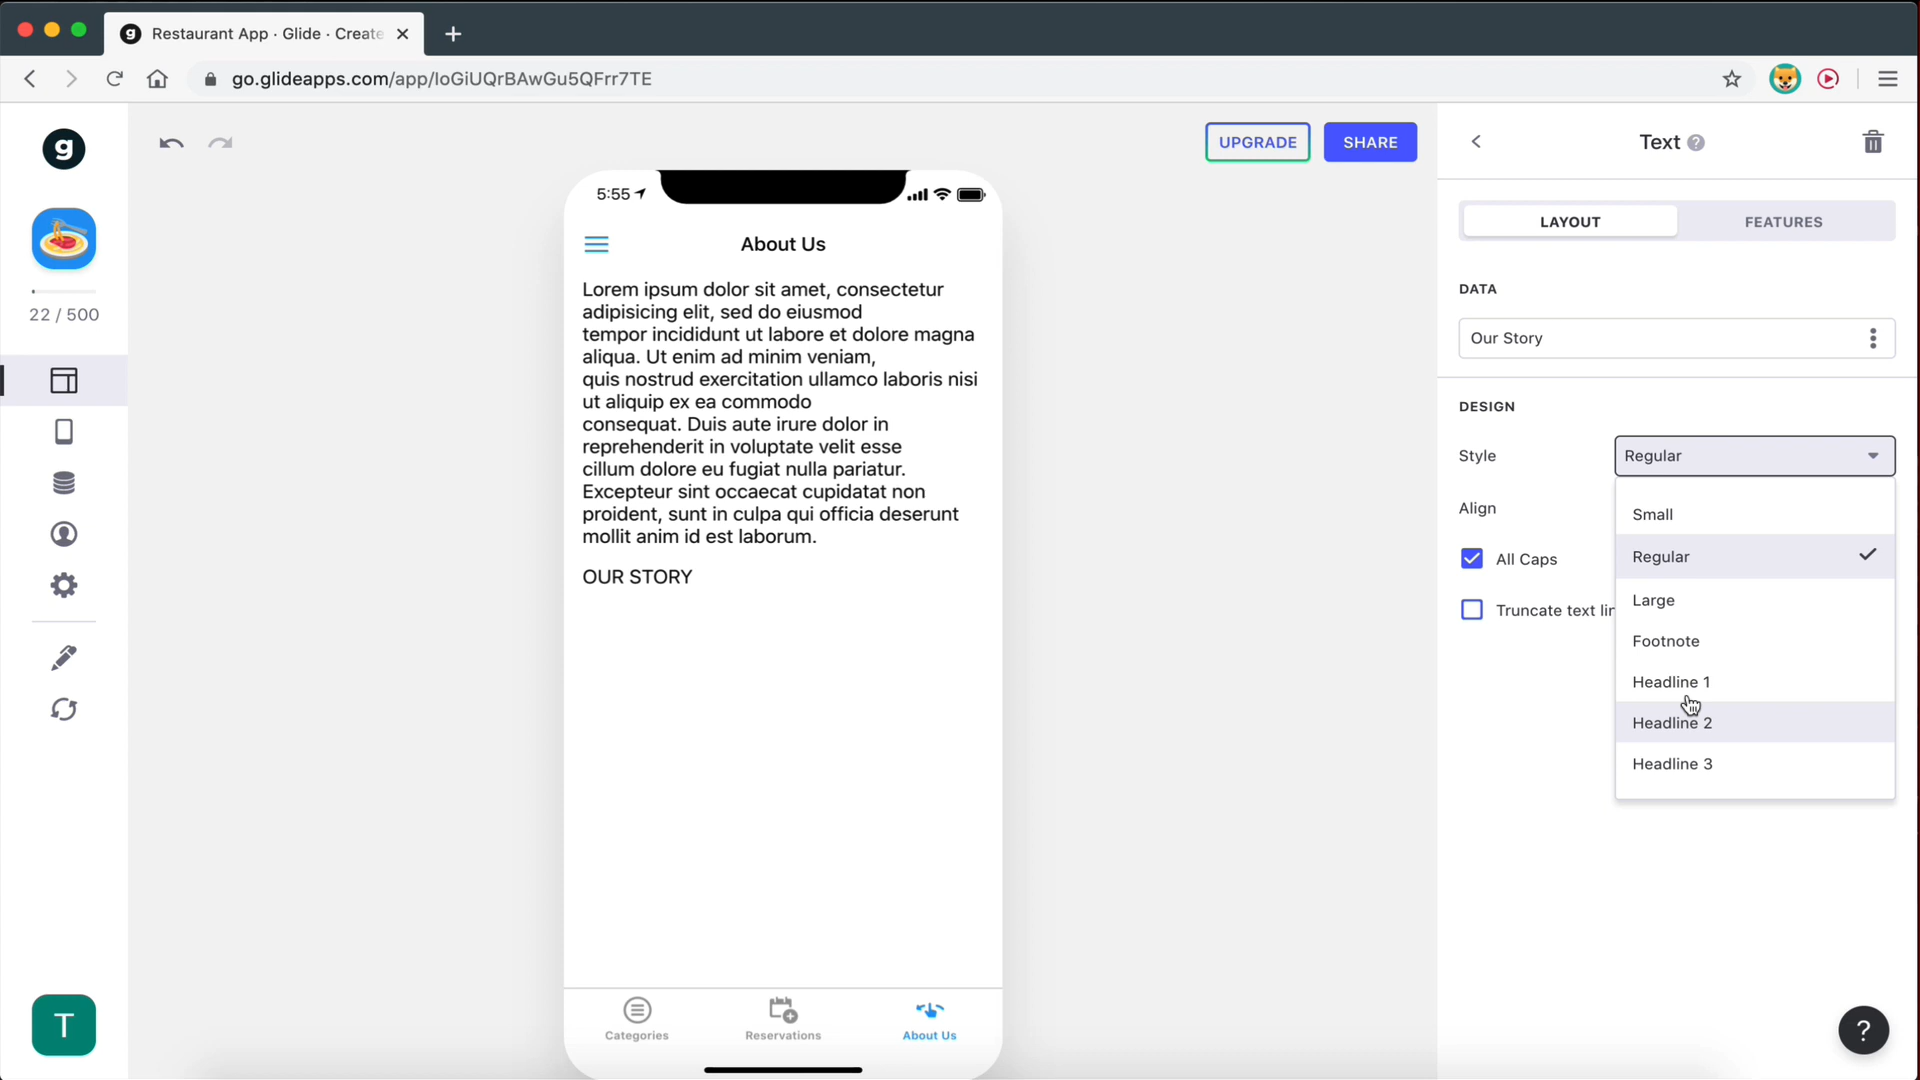 g Restaurant App · Glide · Create
go.glideapps.com/app/IoGiUQrBAwGu5QFrr7TE
g
22 / 500
T
UPGRADE
SHARE
5:55
About Us
Lorem ipsum dolor sit amet, consectetur
adipisicing elit, sed do eiusmod
tempor incididunt ut labore et dolore magna
aliqua. Ut enim ad minim veniam,
quis nostrud exercitation ullamco laboris nisi
ut aliquip ex ea commodo
consequat. Duis aute irure dolor in
reprehenderit in voluptate velit esse
cillum dolore eu fugiat nulla pariatur.
Excepteur sint occaecat cupidatat non
proident, sunt in culpa qui officia deserunt
mollit anim id est laborum.
OUR STORY
Categories
Reservations
About Us
Text ?
LAYOUT
FEATURES
DATA
Our Story
DESIGN
Style
Regular
Align
All Caps
Truncate text lin
Small
Regular
Large
Footnote
Headline 1
Headline 2
Headline 3
?